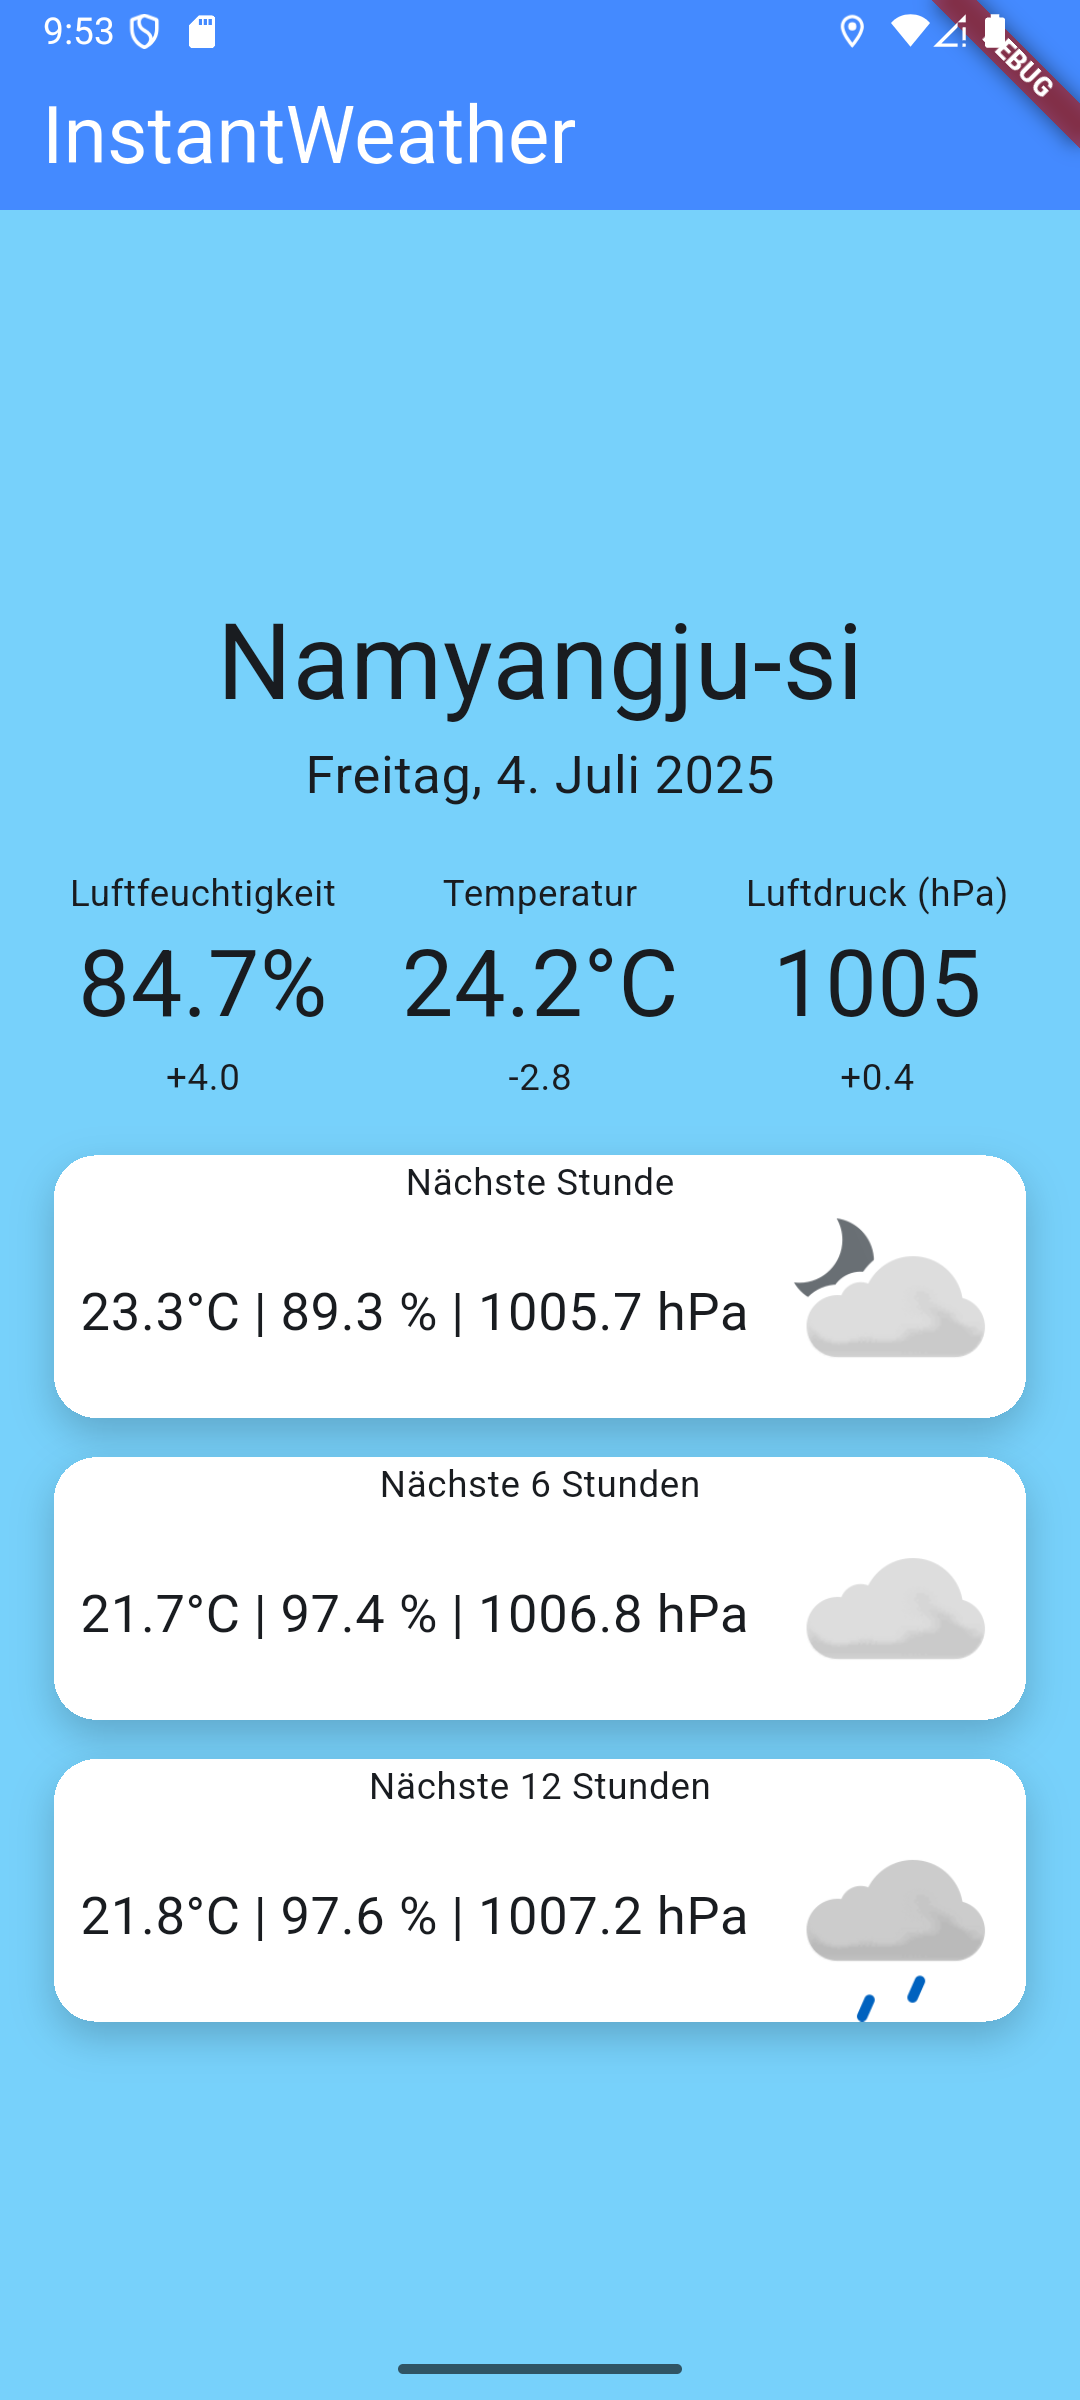 9:53
InstantWeather
Namyangju-si
Freitag, 4. Juli 2025
Luftfeuchtigkeit Temperatur Luftdruck (hPa)
84.7% 24.2°C 1005
+4.0 -2.8 +0.4
Nächste Stunde
23.3°C | 89.3 % | 1005.7 hPa
Nächste 6 Stunden
21.7°C | 97.4 % | 1006.8 hPa
Nächste 12 Stunden
21.8°C | 97.6 % | 1007.2 hPa